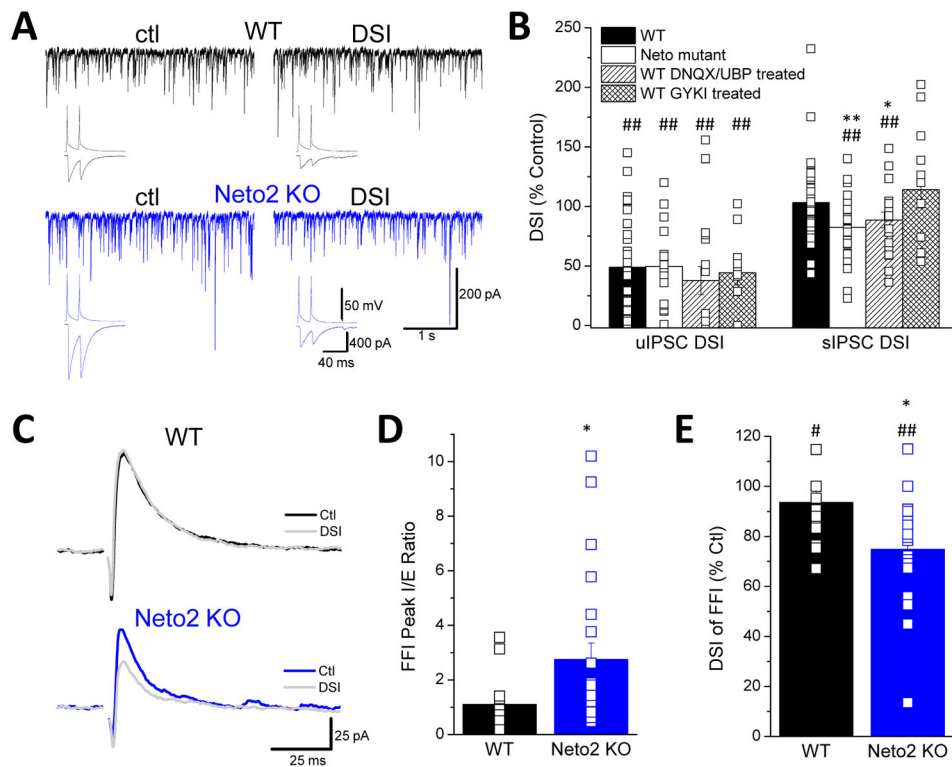 A
ctl WT DSI
ctl Neto2 KO DSI
50 mV
200 pA
1 s
400 pA
40 ms
B
WT
Neto mutant
WT DNQX/UBP treated
WT GYKI treated
DSI (% Control)
250
200
150
100
50
0
## ## ## ##
** *
## ##
uIPSC DSI sIPSC DSI
C
WT
Ctl
DSI
Neto2 KO
Ctl
DSI
25 pA
25 ms
D
*
FFI Peak I/E Ratio
10
8
6
4
2
0
WT Neto2 KO
E
*
# ##
DSI of FFI (% Ctl)
120
100
80
60
40
20
0
WT Neto2 KO